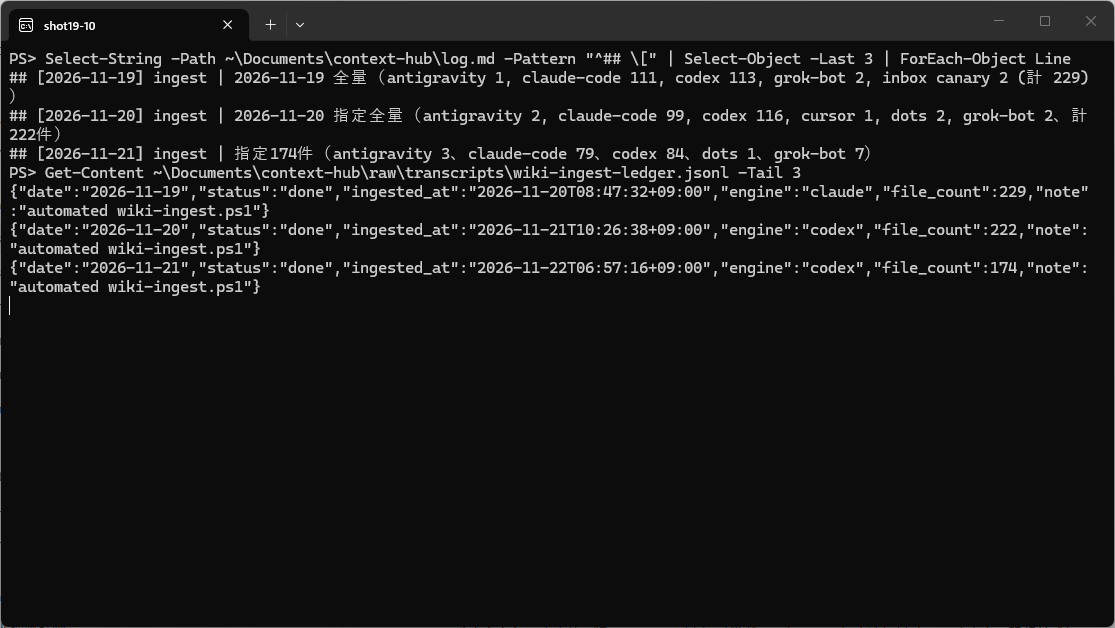 shot19-10
PS> Select-String -Path ~\Documents\context-hub\log.md -Pattern "^## \[" | Select-Object -Last 3 | ForEach-Object Line
## [2026-11-19] ingest | 2026-11-19 全量（antigravity 1, claude-code 111, codex 113, grok-bot 2, inbox canary 2 (計 229)
）
## [2026-11-20] ingest | 2026-11-20 指定全量（antigravity 2, claude-code 99, codex 116, cursor 1, dots 2, grok-bot 2、計
222件）
## [2026-11-21] ingest | 指定174件（antigravity 3、claude-code 79、codex 84、dots 1、grok-bot 7）
PS> Get-Content ~\Documents\context-hub\raw\transcripts\wiki-ingest-ledger.jsonl -Tail 3
{"date":"2026-11-19","status":"done","ingested_at":"2026-11-20T08:47:32+09:00","engine":"claude","file_count":229,"note"
:"automated wiki-ingest.ps1"}
{"date":"2026-11-20","status":"done","ingested_at":"2026-11-21T10:26:38+09:00","engine":"codex","file_count":222,"note":
"automated wiki-ingest.ps1"}
{"date":"2026-11-21","status":"done","ingested_at":"2026-11-22T06:57:16+09:00","engine":"codex","file_count":174,"note":
"automated wiki-ingest.ps1"}